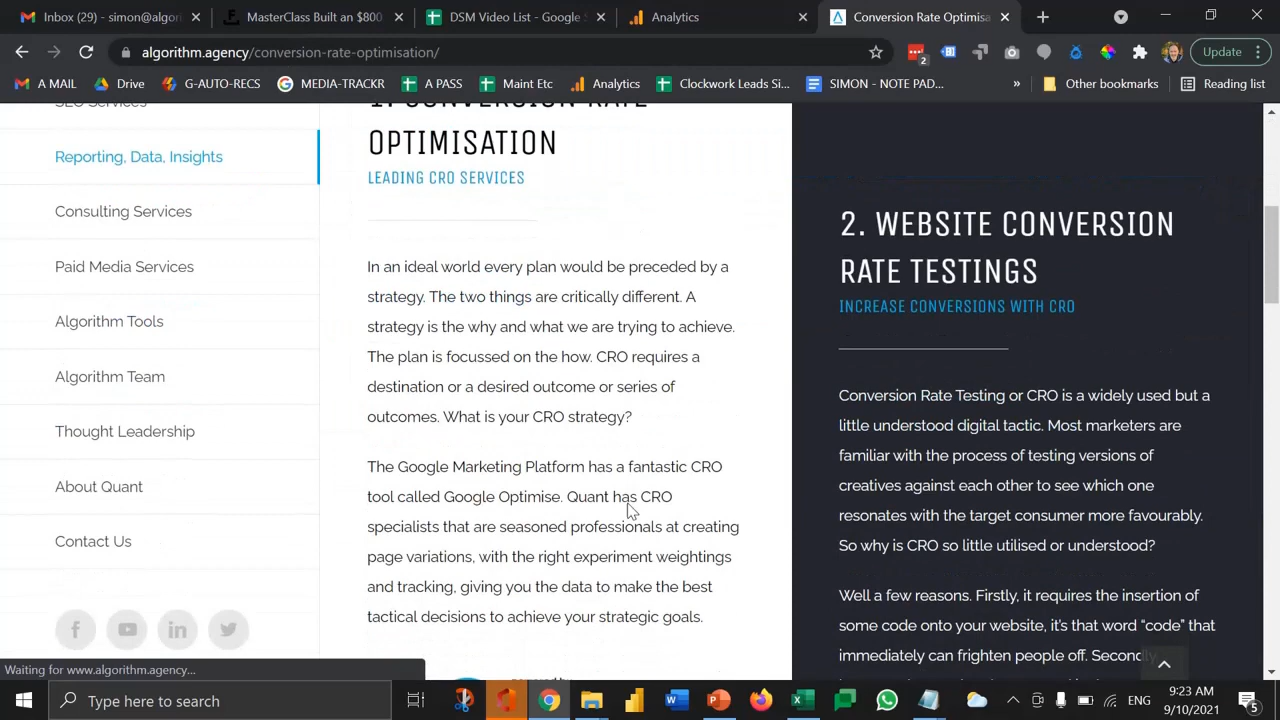 Inbox (29) - simon@algori
MasterClass Built an $800
DSM Video List - Google S
Analytics
Conversion Rate Optimisa
algorithm.agency/conversion-rate-optimisation/
2
Update
A MAIL
Drive
G-AUTO-RECS
MEDIA-TRACKR
A PASS
Maint Etc
Analytics
Clockwork Leads Si...
SIMON - NOTE PAD...
»
Other bookmarks
Reading list
SEO Services
Reporting, Data, Insights
Consulting Services
Paid Media Services
Algorithm Tools
Algorithm Team
Thought Leadership
About Quant
Contact Us
1. CONVERSION RATE
OPTIMISATION
LEADING CRO SERVICES
In an ideal world every plan would be preceded by a
strategy. The two things are critically different. A
strategy is the why and what we are trying to achieve.
The plan is focussed on the how. CRO requires a
destination or a desired outcome or series of
outcomes. What is your CRO strategy?
The Google Marketing Platform has a fantastic CRO
tool called Google Optimise. Quant has CRO
specialists that are seasoned professionals at creating
page variations, with the right experiment weightings
and tracking, giving you the data to make the best
tactical decisions to achieve your strategic goals.
2. WEBSITE CONVERSION
RATE TESTINGS
INCREASE CONVERSIONS WITH CRO
Conversion Rate Testing or CRO is a widely used but a
little understood digital tactic. Most marketers are
familiar with the process of testing versions of
creatives against each other to see which one
resonates with the target consumer more favourably.
So why is CRO so little utilised or understood?
Well a few reasons. Firstly, it requires the insertion of
some code onto your website, it's that word “code” that
immediately can frighten people off. Secondly
Waiting for www.algorithm.agency...
Type here to search
ENG
9:23 AM
9/10/2021
5